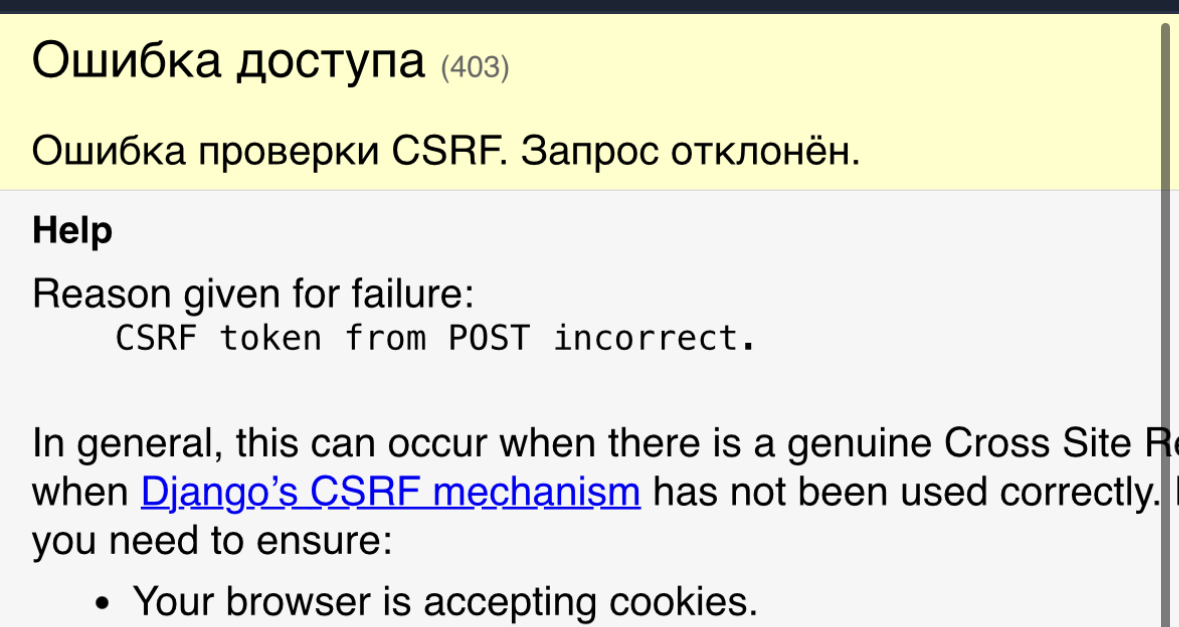 Ошибка доступа (403)
Ошибка проверки CSRF. Запрос отклонён.
Help
Reason given for failure:
CSRF token from POST incorrect.
In general, this can occur when there is a genuine Cross Site
when Django’s CSRF mechanism has not been used correctly.
you need to ensure:
• Your browser is accepting cookies.